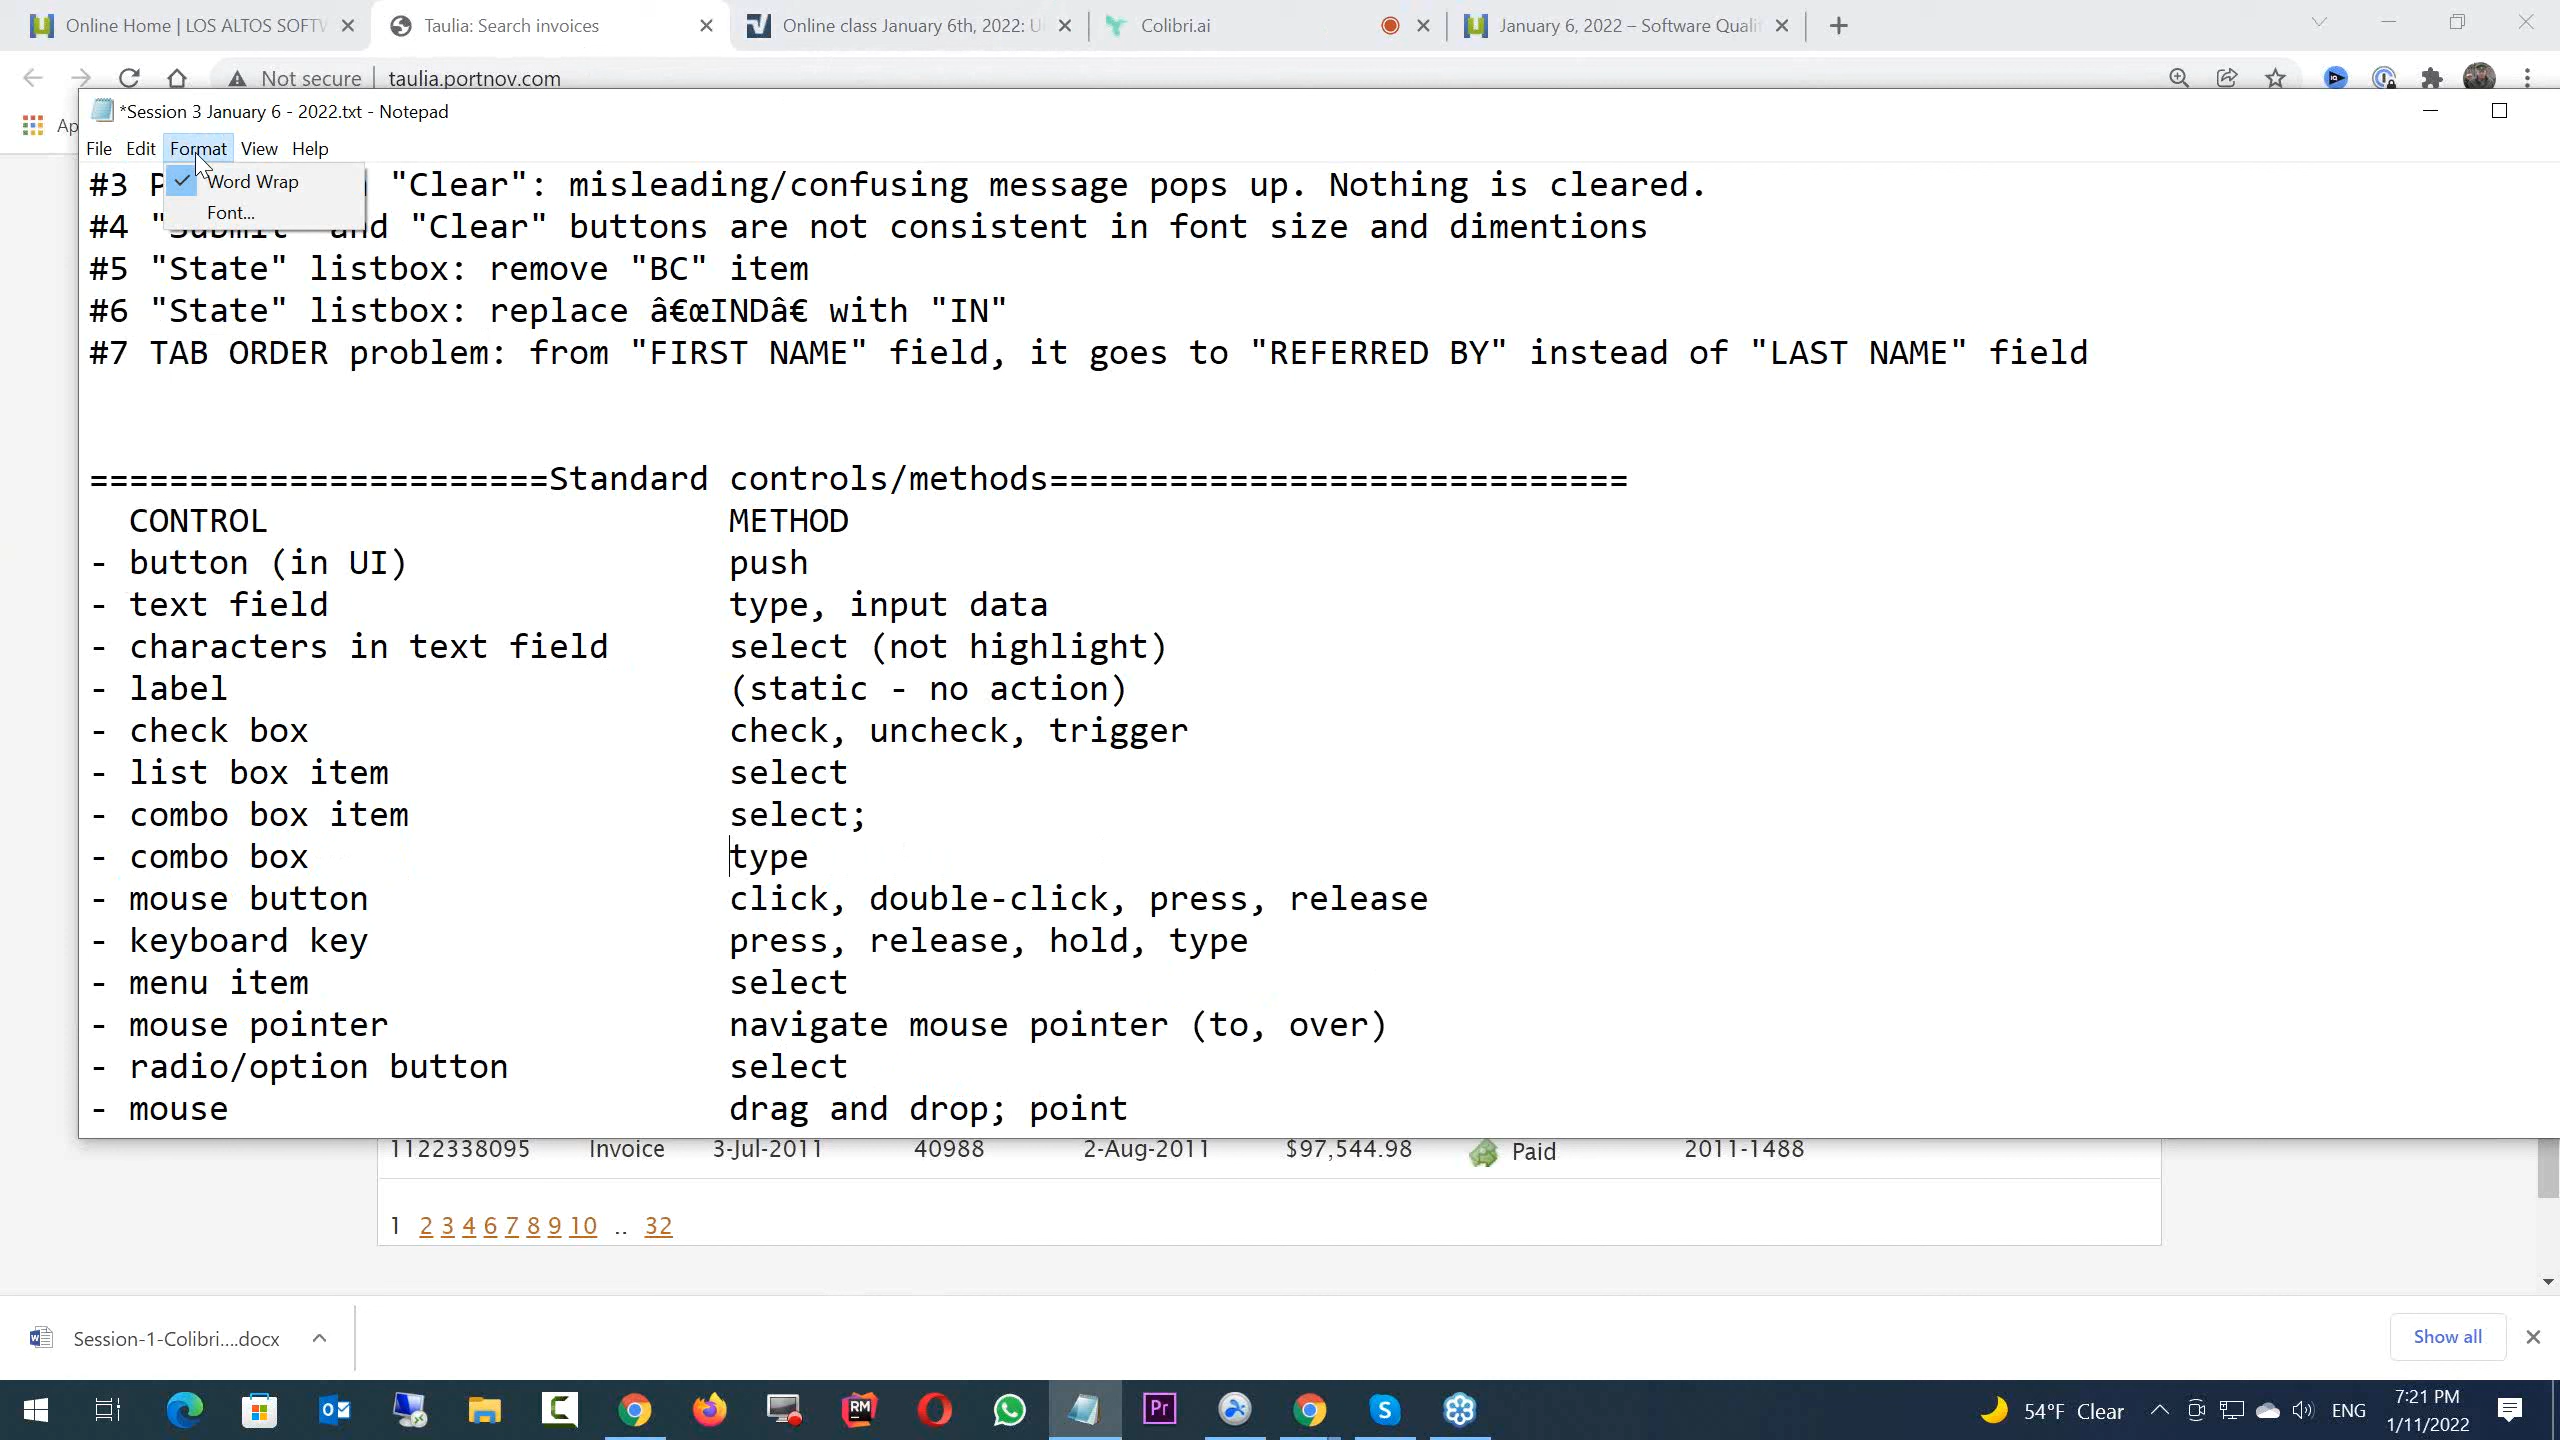 Online Home | LOS ALTOS SOFTV
Taulia: Search invoices
Online class January 6th, 2022: U
Colibri.ai
January 6, 2022 – Software Quali
Not secure
taulia.portnov.com
Ap
*Session 3 January 6 - 2022.txt - Notepad
File Edit Format View Help
Word Wrap
Font...
#3 P "Clear": misleading/confusing message pops up. Nothing is cleared.
#4 "Submit" and "Clear" buttons are not consistent in font size and dimentions
#5 "State" listbox: remove "BC" item
#6 "State" listbox: replace â€œINDâ€ with "IN"
#7 TAB ORDER problem: from "FIRST NAME" field, it goes to "REFERRED BY" instead of "LAST NAME" field
=======================Standard controls/methods=============================
CONTROL METHOD
- button (in UI) push
- text field type, input data
- characters in text field select (not highlight)
- label (static - no action)
- check box check, uncheck, trigger
- list box item select
- combo box item select;
- combo box type
- mouse button click, double-click, press, release
- keyboard key press, release, hold, type
- menu item select
- mouse pointer navigate mouse pointer (to, over)
- radio/option button select
- mouse drag and drop; point
1122338095 Invoice 3-Jul-2011 40988 2-Aug-2011 $97,544.98 Paid 2011-1488
1 2 3 4 6 7 8 9 10 .. 32
Session-1-Colibri....docx
Show all
54°F Clear
ENG
7:21 PM
1/11/2022